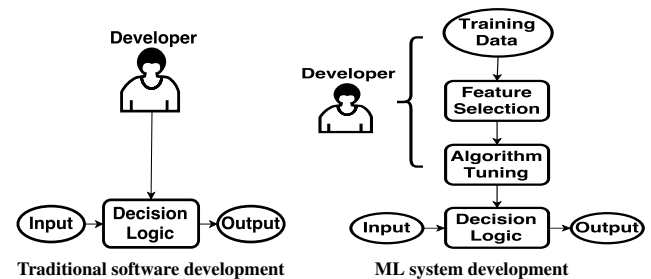 Developer
Input
Decision
Logic
Output
Traditional software development
Training
Data
Developer
Feature
Selection
Algorithm
Tuning
Input
Decision
Logic
Output
ML system development